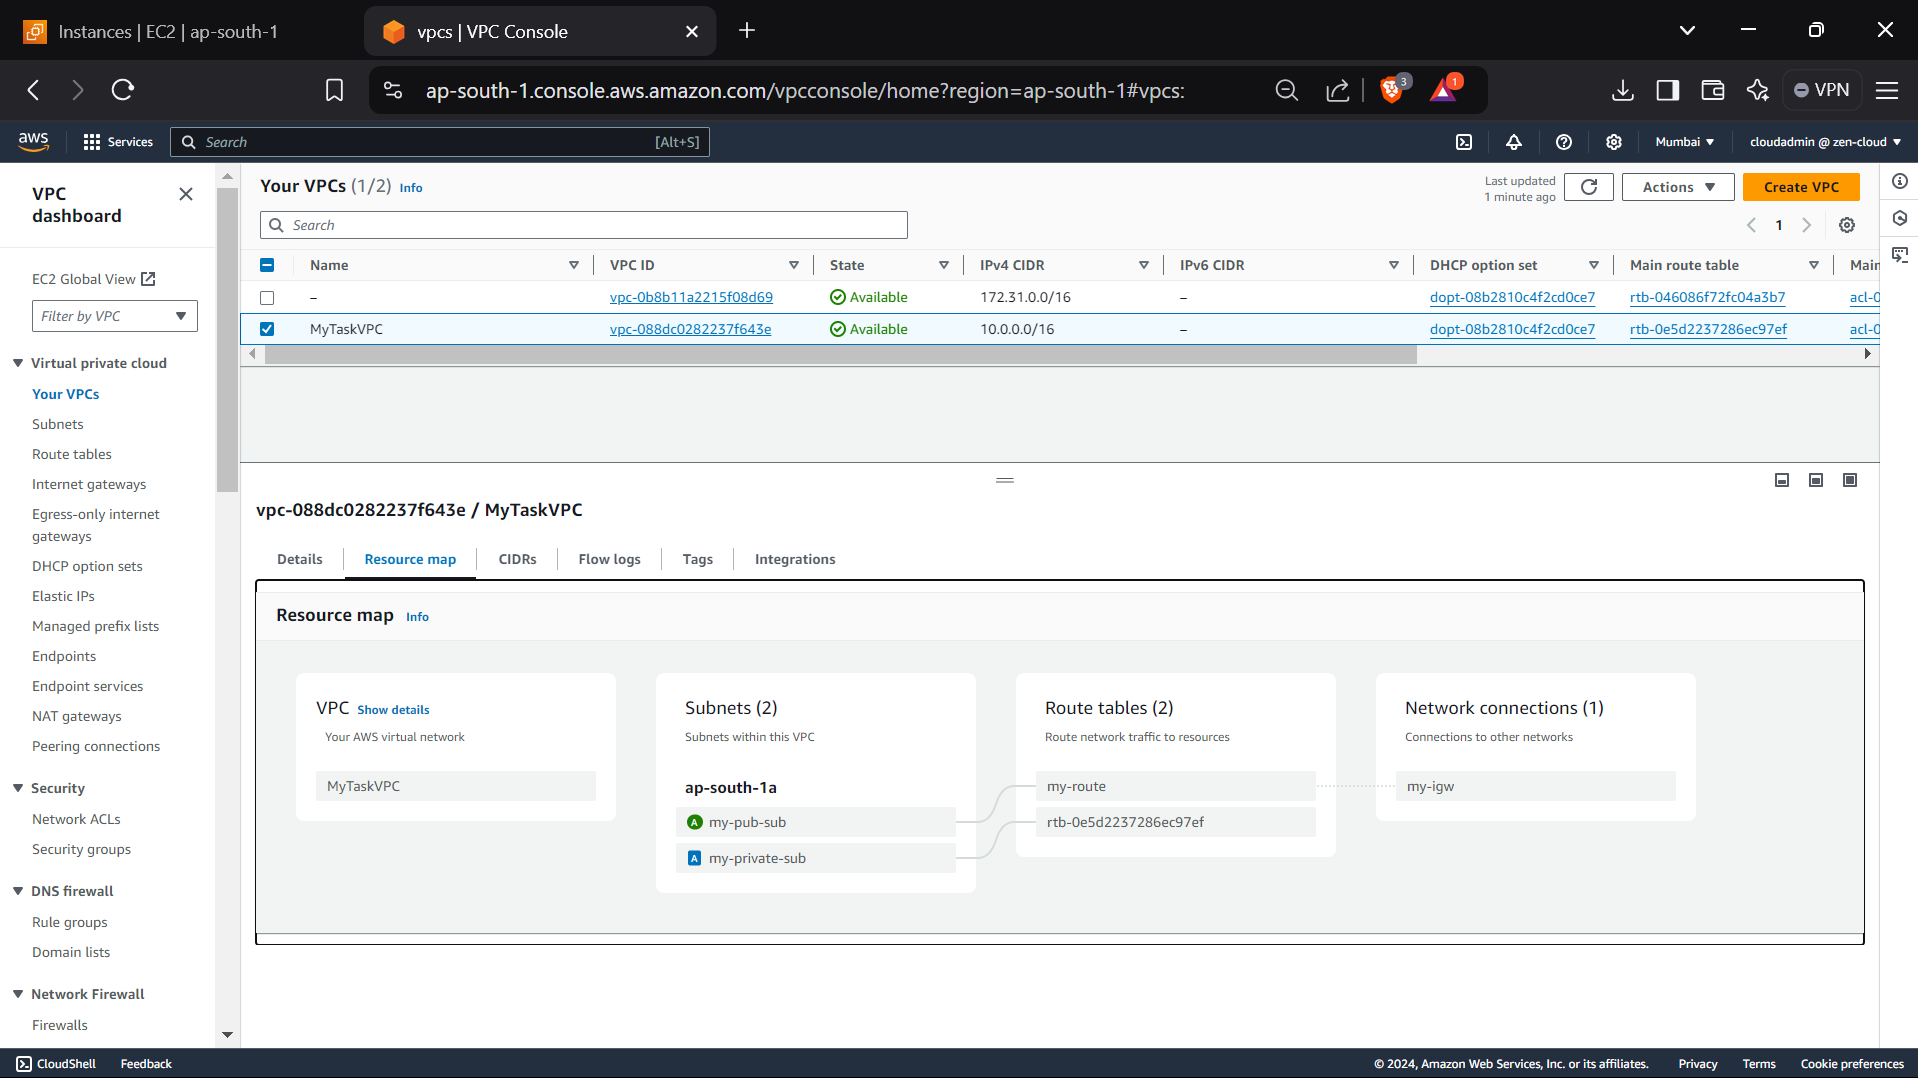 Instances | EC2 | ap-south-1
vpcs | VPC Console
ap-south-1.console.aws.amazon.com/vpcconsole/home?region=ap-south-1#vpcs:
3
1
VPN
aws
Services
Search
[Alt+S]
Mumbai
cloudadmin @ zen-cloud
VPC
dashboard
EC2 Global View
Filter by VPC
Virtual private cloud
Your VPCs
Subnets
Route tables
Internet gateways
Egress-only internet
gateways
DHCP option sets
Elastic IPs
Managed prefix lists
Endpoints
Endpoint services
NAT gateways
Peering connections
Security
Network ACLs
Security groups
DNS firewall
Rule groups
Domain lists
Network Firewall
Firewalls
Your VPCs (1/2) Info
Last updated
1 minute ago
Actions
Create VPC
Search
1
Name VPC ID State IPv4 CIDR IPv6 CIDR DHCP option set Main route table Main
– vpc-0b8b11a2215f08d69 Available 172.31.0.0/16 – dopt-08b2810c4f2cd0ce7 rtb-046086f72fc04a3b7 acl-0
MyTaskVPC vpc-088dc0282237f643e Available 10.0.0.0/16 – dopt-08b2810c4f2cd0ce7 rtb-0e5d2237286ec97ef acl-0
vpc-088dc0282237f643e / MyTaskVPC
Details Resource map CIDRs Flow logs Tags Integrations
Resource map Info
VPC Show details
Your AWS virtual network
MyTaskVPC
Subnets (2)
Subnets within this VPC
ap-south-1a
A my-pub-sub
A my-private-sub
Route tables (2)
Route network traffic to resources
my-route
rtb-0e5d2237286ec97ef
Network connections (1)
Connections to other networks
my-igw
CloudShell
Feedback
© 2024, Amazon Web Services, Inc. or its affiliates.
Privacy
Terms
Cookie preferences